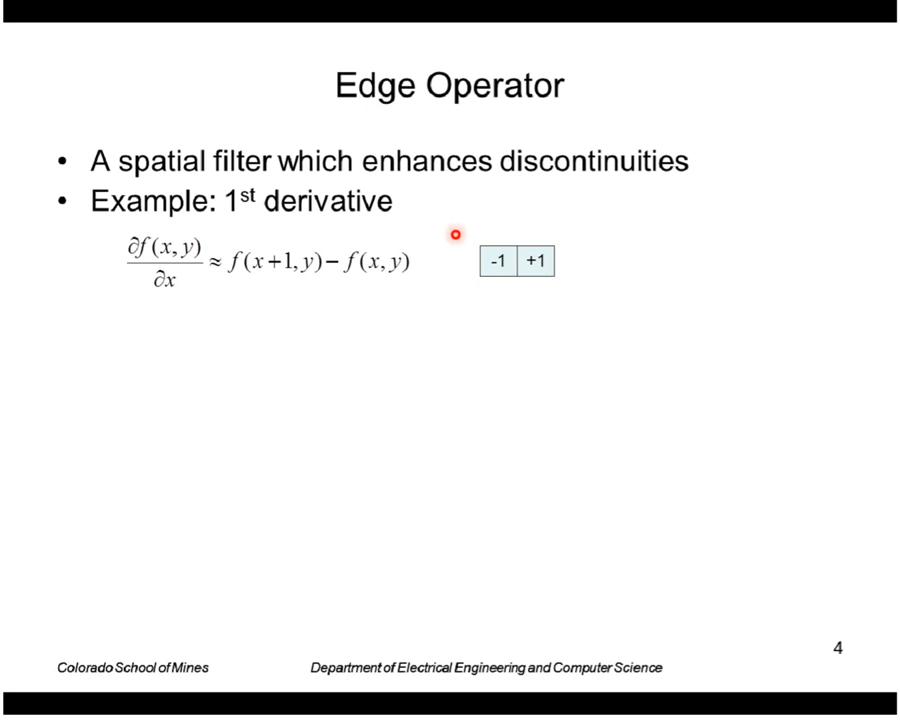 Edge Operator
• A spatial filter which enhances discontinuities
• Example: 1st derivative
∂f(x, y)/∂x ≈ f(x+1, y) − f(x, y)
-1 +1
4
Colorado School of Mines Department of Electrical Engineering and Computer Science